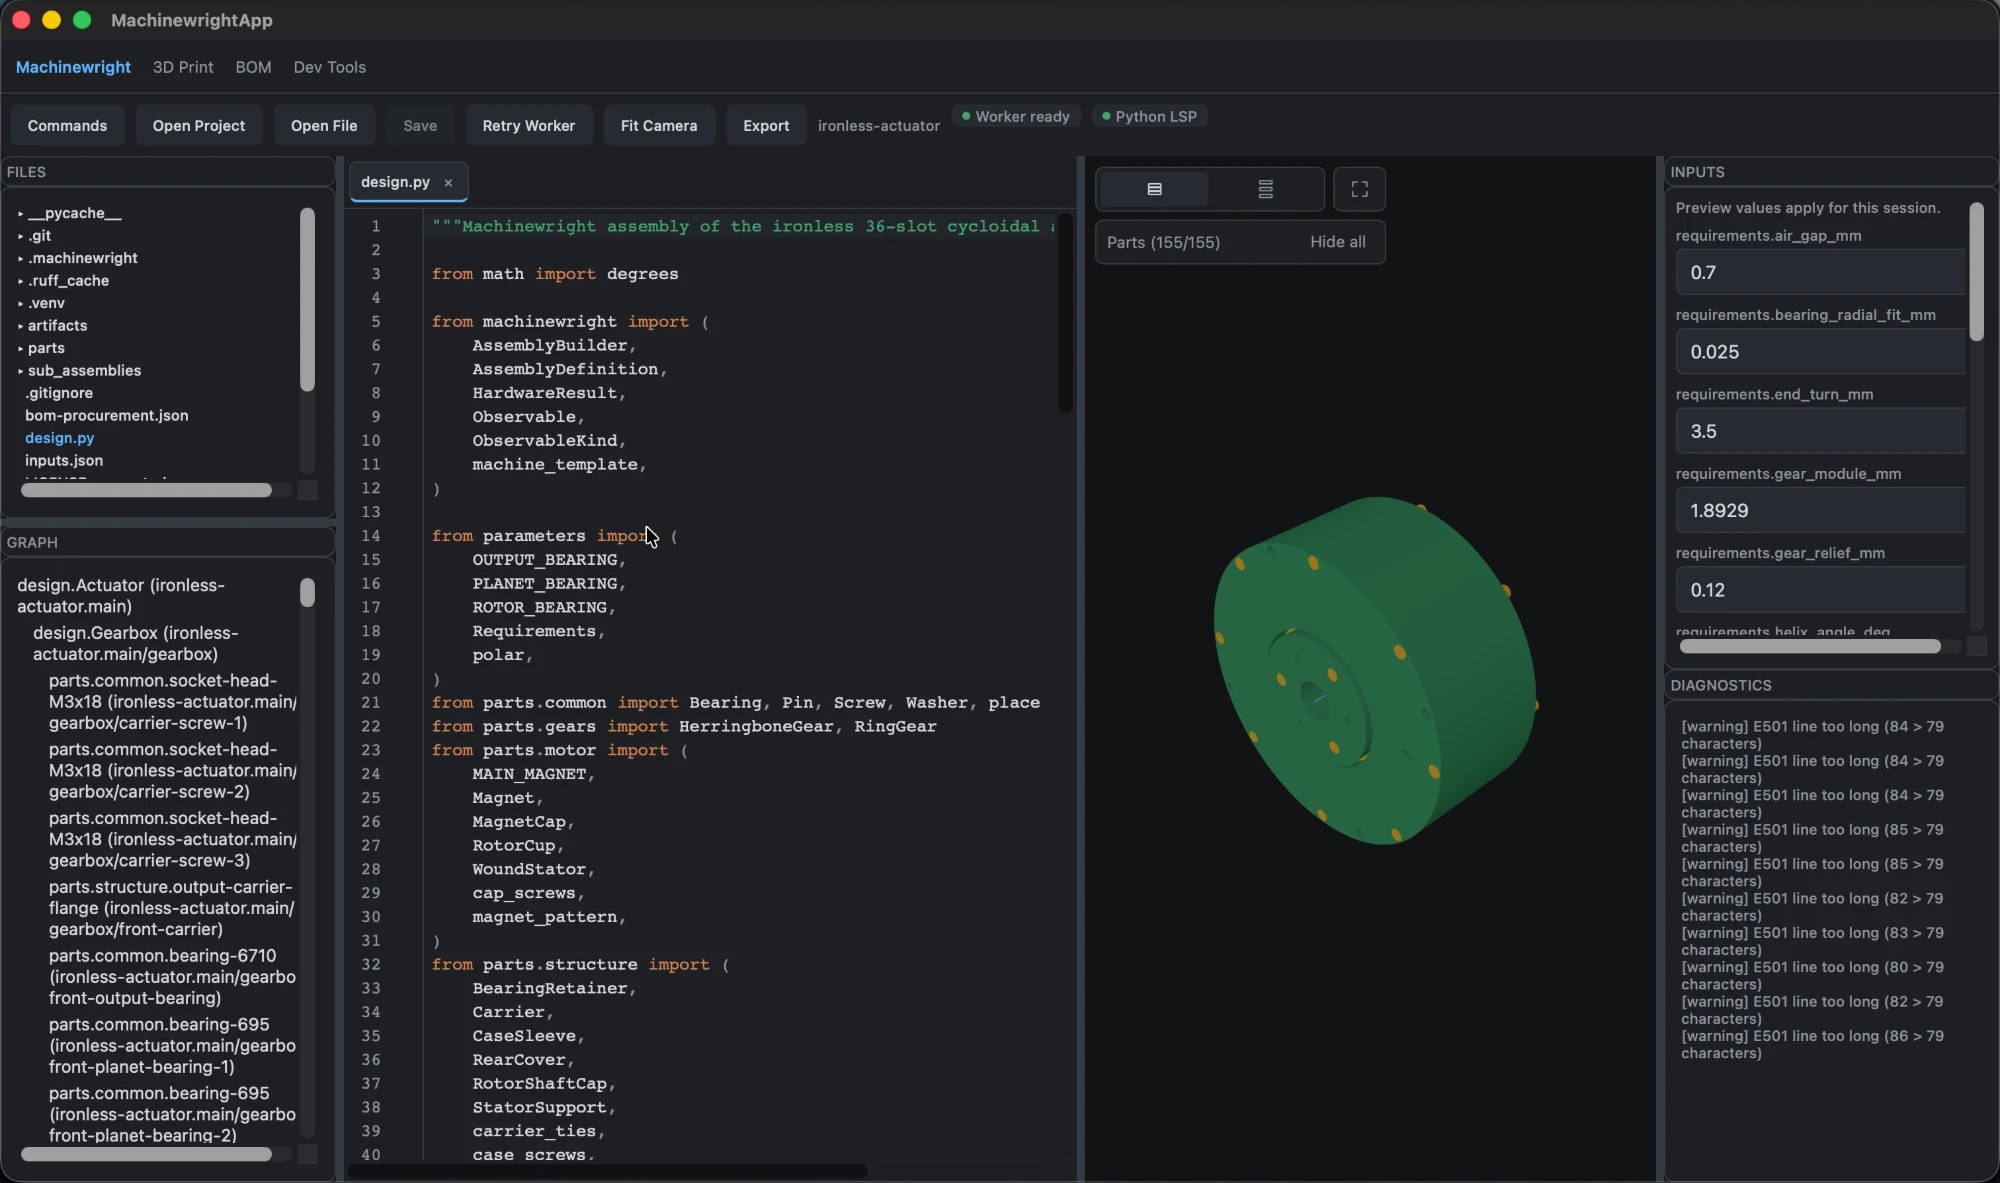 MachinewrightApp
Machinewright 3D Print BOM Dev Tools
Commands Open Project Open File Save Retry Worker Fit Camera Export ironless-actuator Worker ready Python LSP
FILES
__pycache__
.git
.machinewright
.ruff_cache
.venv
artifacts
parts
sub_assemblies
.gitignore
bom-procurement.json
design.py
inputs.json
GRAPH
design.Actuator (ironless-
actuator.main)
design.Gearbox (ironless-
actuator.main/gearbox)
parts.common.socket-head-
M3x18 (ironless-actuator.main/
gearbox/carrier-screw-1)
parts.common.socket-head-
M3x18 (ironless-actuator.main/
gearbox/carrier-screw-2)
parts.common.socket-head-
M3x18 (ironless-actuator.main/
gearbox/carrier-screw-3)
parts.structure.output-carrier-
flange (ironless-actuator.main/
gearbox/front-carrier)
parts.common.bearing-6710
(ironless-actuator.main/gearbo
front-output-bearing)
parts.common.bearing-695
(ironless-actuator.main/gearbo
front-planet-bearing-1)
parts.common.bearing-695
(ironless-actuator.main/gearbo
front-planet-bearing-2)
design.py ×
1 """Machinewright assembly of the ironless 36-slot cycloidal
2
3 from math import degrees
4
5 from machinewright import (
6 AssemblyBuilder,
7 AssemblyDefinition,
8 HardwareResult,
9 Observable,
10 ObservableKind,
11 machine_template,
12 )
13
14 from parameters import (
15 OUTPUT_BEARING,
16 PLANET_BEARING,
17 ROTOR_BEARING,
18 Requirements,
19 polar,
20 )
21 from parts.common import Bearing, Pin, Screw, Washer, place
22 from parts.gears import HerringboneGear, RingGear
23 from parts.motor import (
24 MAIN_MAGNET,
25 Magnet,
26 MagnetCap,
27 RotorCup,
28 WoundStator,
29 cap_screws,
30 magnet_pattern,
31 )
32 from parts.structure import (
33 BearingRetainer,
34 Carrier,
35 CaseSleeve,
36 RearCover,
37 RotorShaftCap,
38 StatorSupport,
39 carrier_ties,
40 case_screws,
Parts (155/155) Hide all
INPUTS
Preview values apply for this session.
requirements.air_gap_mm
0.7
requirements.bearing_radial_fit_mm
0.025
requirements.end_turn_mm
3.5
requirements.gear_module_mm
1.8929
requirements.gear_relief_mm
0.12
requirements.helix_angle_deg
DIAGNOSTICS
[warning] E501 line too long (84 > 79
characters)
[warning] E501 line too long (84 > 79
characters)
[warning] E501 line too long (84 > 79
characters)
[warning] E501 line too long (85 > 79
characters)
[warning] E501 line too long (85 > 79
characters)
[warning] E501 line too long (82 > 79
characters)
[warning] E501 line too long (83 > 79
characters)
[warning] E501 line too long (80 > 79
characters)
[warning] E501 line too long (82 > 79
characters)
[warning] E501 line too long (86 > 79
characters)